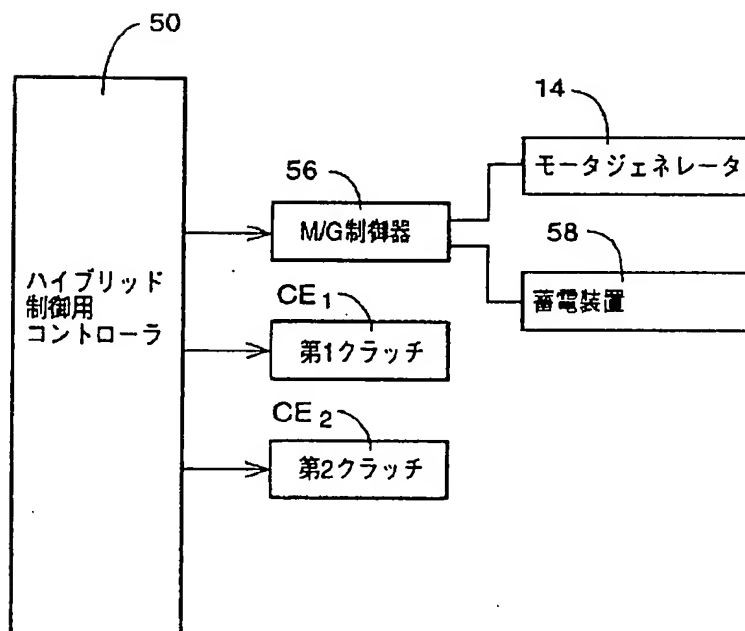 50
14
モータジェネレータ
56
M/G制御器
58
蓄電装置
ハイブリッド
制御用
コントローラ
CE1
第1クラッチ
CE2
第2クラッチ